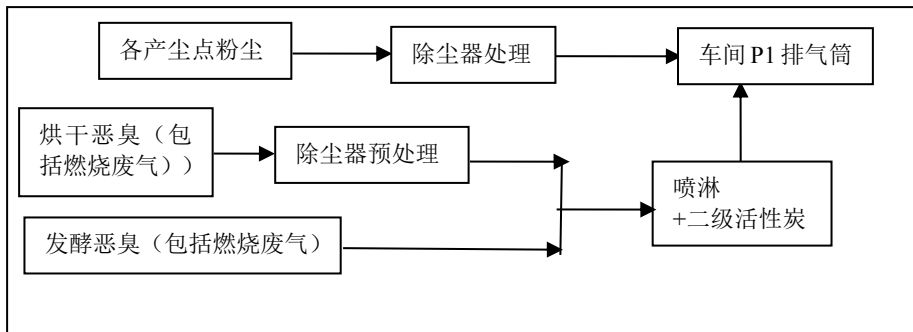 各产尘点粉尘
除尘器处理
车间 P1 排气筒
烘干恶臭（包
括燃烧废气））
除尘器预处理
喷淋
+二级活性炭
发酵恶臭（包括燃烧废气）